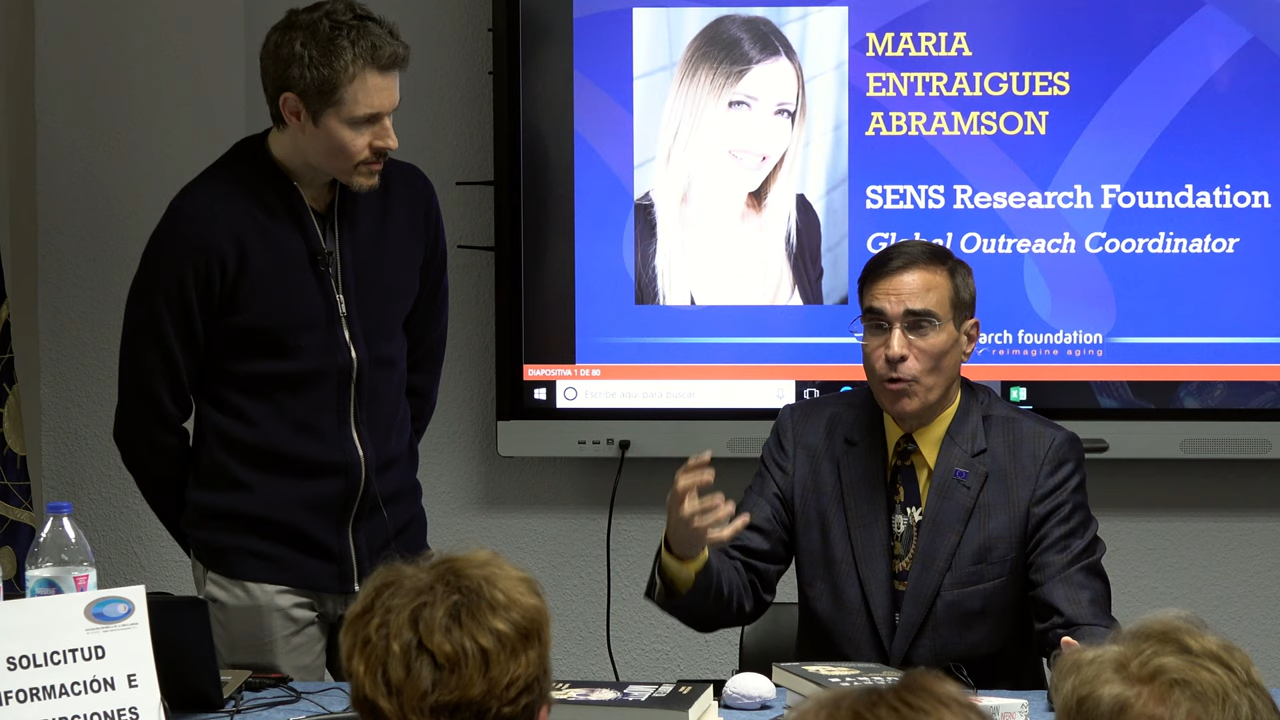 MARIA
ENTRAIGUES
ABRAMSON
SENS Research Foundation
Global Outreach Coordinator
arch foundation
reimagine aging
DIAPOSITIVA 1 DE 80
Escribe aquí para buscar
SOLICITUD
NFORMACIÓN E